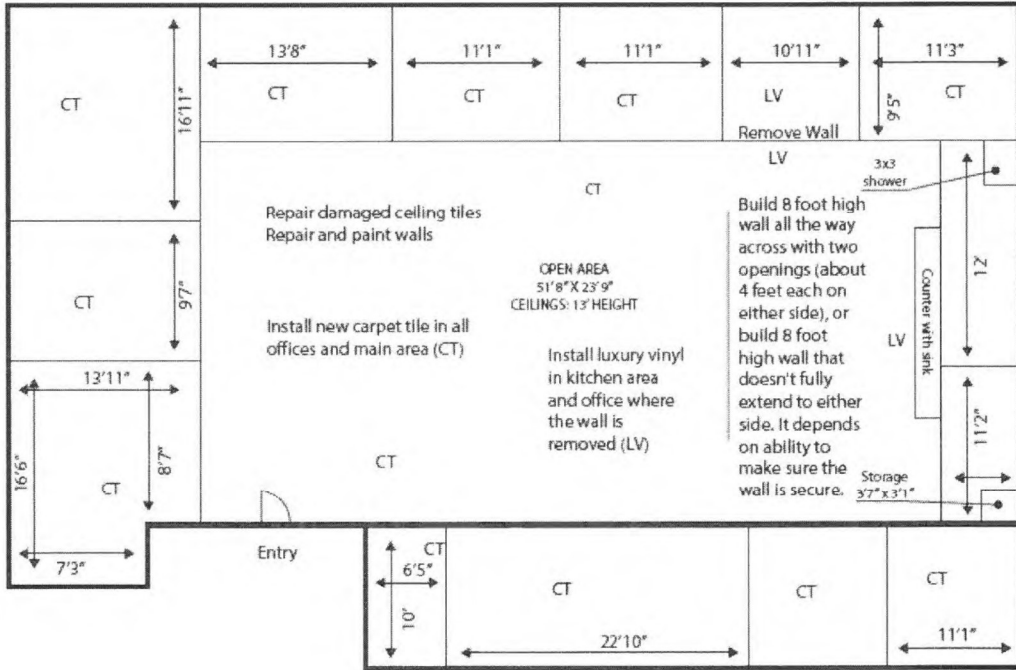 13'8"
11'1"
11'1"
10'11"
11'3"
CT
16'11"
CT
CT
CT
LV
9'5"
CT
Remove Wall
LV
3x3
shower
CT
Repair damaged ceiling tiles
Repair and paint walls
Build 8 foot high
wall all the way
across with two
openings (about
4 feet each on
either side), or
build 8 foot
high wall that
doesn't fully
extend to either
side. It depends
on ability to
make sure the
wall is secure.
12'
Counter with sink
LV
OPEN AREA
51'8" X 23'9"
CEILINGS: 13' HEIGHT
CT
9'7"
Install new carpet tile in all
offices and main area (CT)
Install luxury vinyl
in kitchen area
and office where
the wall is
removed (LV)
13'11"
16'6"
8'7"
CT
CT
11'2"
Storage
3'7" x 3'1"
7'3"
Entry
CT
6'5"
10'
CT
22'10"
CT
CT
11'1"